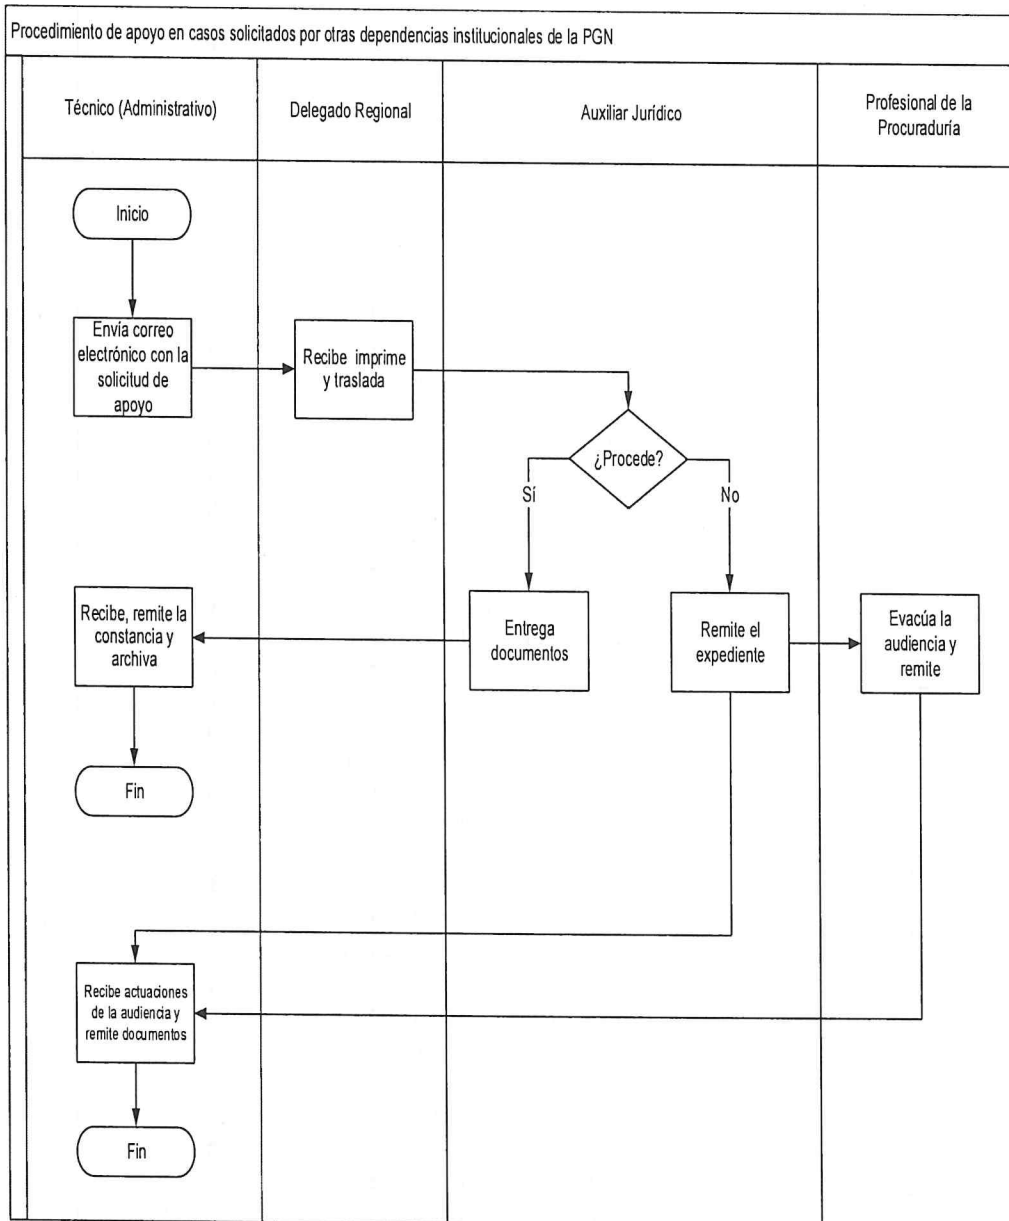 Procedimiento de apoyo en casos solicitados por otras dependencias institucionales de la PGN
Técnico (Administrativo)
Delegado Regional
Auxiliar Jurídico
Profesional de la
Procuraduría
Inicio
Envía correo
electrónico con la
solicitud de
apoyo
Recibe imprime
y traslada
¿Procede?
Sí
No
Recibe, remite la
constancia y
archiva
Entrega
documentos
Remite el
expediente
Evacúa la
audiencia y
remite
Fin
Recibe actuaciones
de la audiencia y
remite documentos
Fin